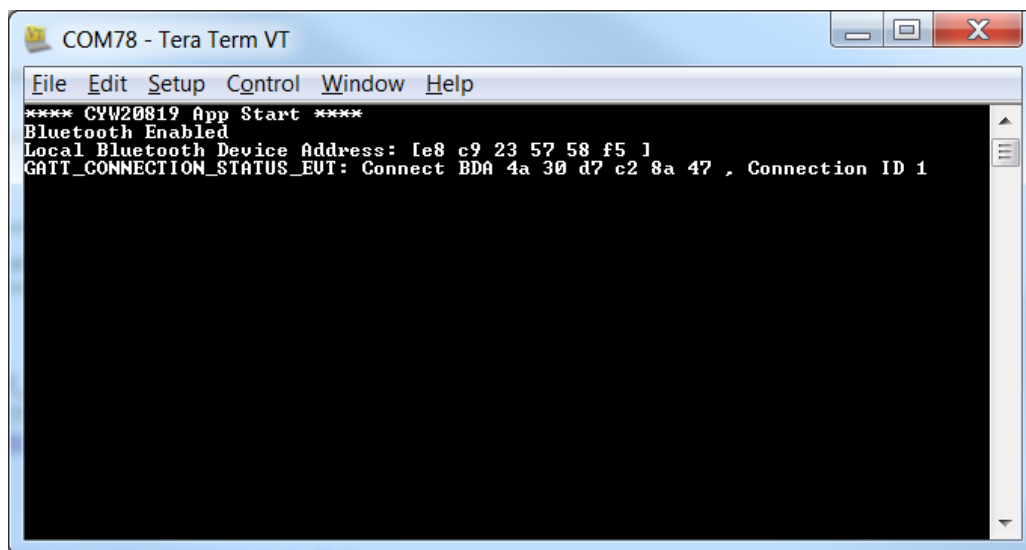 COM78 - Tera Term VT
File Edit Setup Control Window Help
**** CYW20819 App Start ****
Bluetooth Enabled
Local Bluetooth Device Address: [e8 c9 23 57 58 f5 ]
GATT_CONNECTION_STATUS_EVT: Connect BDA 4a 30 d7 c2 8a 47 , Connection ID 1